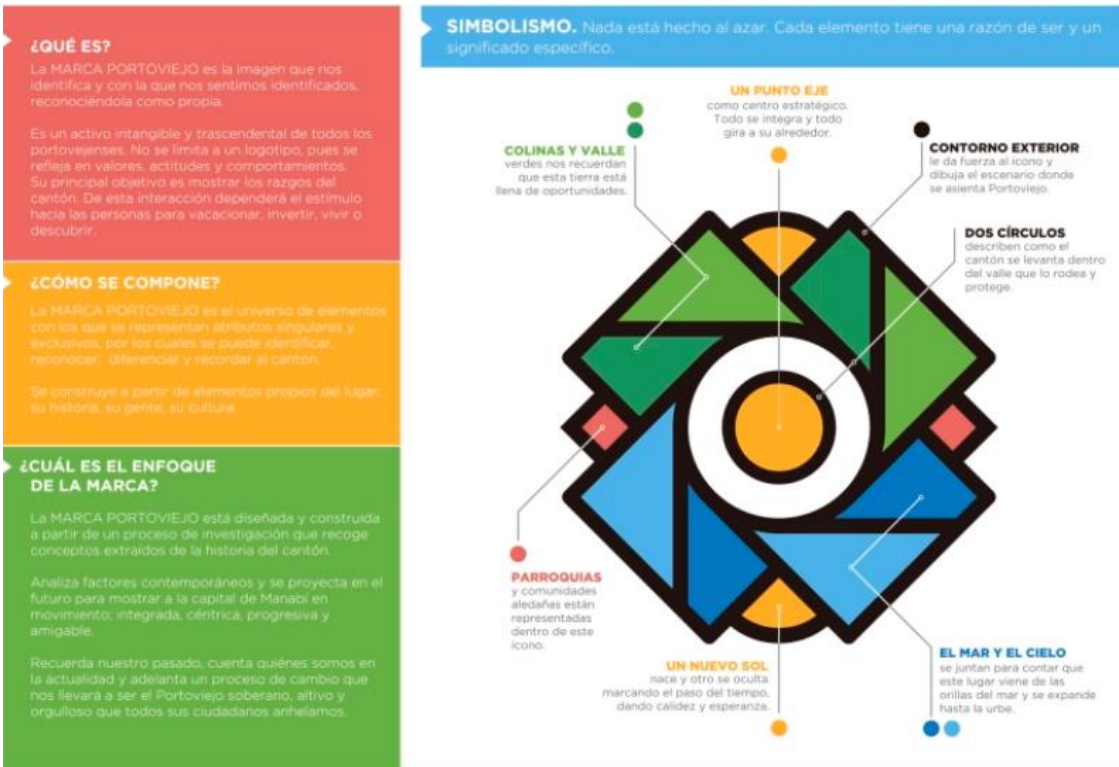 ¿QUÉ ES?
La MARCA PORTOVIEJO es la imagen que nos
identifica y con la que nos sentimos identificados,
reconociéndola como propia.
Es un activo intangible y trascendental de todos los
portovejenses. No se limita a un logotipo, pues se
refleja en valores, actitudes y comportamientos.
Su principal objetivo es mostrar los razgos del
cantón. De esta interacción dependerá el estímulo
hacia las personas para vacacionar, invertir, vivir o
descubrir.
¿CÓMO SE COMPONE?
La MARCA PORTOVIEJO es el universo de elementos
con los que se representan atributos singulares y
exclusivos, por los cuales se puede identificar,
reconocer, diferenciar y recordar al cantón.
Se construye a partir de elementos propios del lugar:
su historia, su gente, su cultura.
¿CUÁL ES EL ENFOQUE
DE LA MARCA?
La MARCA PORTOVIEJO está diseñada y construida
a partir de un proceso de investigación que recoge
conceptos extraídos de la historia del cantón.
Analiza factores contemporáneos y se proyecta en el
futuro para mostrar a la capital de Manabí en
movimiento: integrada, céntrica, progresiva y
amigable.
Recuerda nuestro pasado, cuenta quiénes somos en
la actualidad y adelanta un proceso de cambio que
nos llevará a ser el Portoviejo soberano, altivo y
orgulloso que todos sus ciudadanos anhelamos.
SIMBOLISMO. Nada está hecho al azar. Cada elemento tiene una razón de ser y un
significado específico.
UN PUNTO EJE
como centro estratégico.
Todo se integra y todo
gira a su alrededor.
COLINAS Y VALLE
verdes nos recuerdan
que esta tierra está
llena de oportunidades.
CONTORNO EXTERIOR
le da fuerza al icono y
dibuja el escenario donde
se asienta Portoviejo.
DOS CÍRCULOS
describen como el
cantón se levanta dentro
del valle que lo rodea y
protege.
PARROQUIAS
y comunidades
aledañas están
representadas
dentro de este
icono.
UN NUEVO SOL
nace y otro se oculta
marcando el paso del tiempo,
dando calidez y esperanza.
EL MAR Y EL CIELO
se juntan para contar que
este lugar viene de las
orillas del mar y se expande
hasta la urbe.